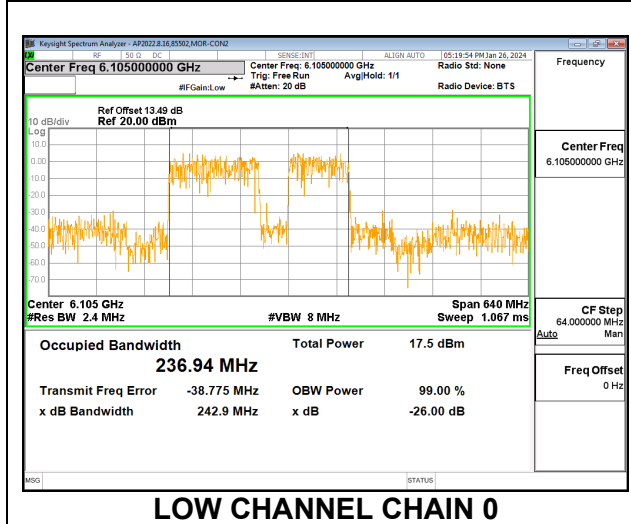 Keysight Spectrum Analyzer - AP2022.8.16,85502,MOR-CON2
RF 50 Ω DC SENSE:INT ALIGN AUTO 05:19:54 PM Jan 26, 2024
Center Freq 6.105000000 GHz Center Freq: 6.105000000 GHz Radio Std: None
Trig: Free Run Avg|Hold: 1/1
#IFGain:Low #Atten: 20 dB Radio Device: BTS
Frequency
Ref Offset 13.49 dB
10 dB/div Ref 20.00 dBm
Log
10.0
0.00
-10.0
-20.0
-30.0
-40.0
-50.0
-60.0
-70.0
Center Freq
6.105000000 GHz
Center 6.105 GHz Span 640 MHz
#Res BW 2.4 MHz #VBW 8 MHz Sweep 1.067 ms
CF Step
64.000000 MHz
Auto Man
Occupied Bandwidth Total Power 17.5 dBm
236.94 MHz
Transmit Freq Error -38.775 MHz OBW Power 99.00 %
x dB Bandwidth 242.9 MHz x dB -26.00 dB
Freq Offset
0 Hz
MSG STATUS
LOW CHANNEL CHAIN 0